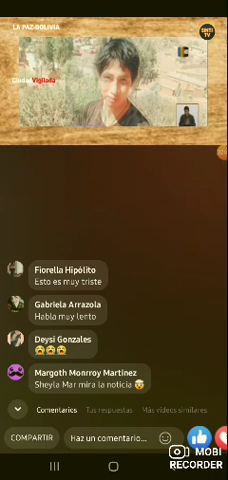 LA PAZ-BOLIVIA
Ciudad Vigilada
TV
Fiorella Hipólito
Esto es muy triste
Gabriela Arrazola
Habla muy lento
Deysi Gonzales
😭😭😭
Margoth Monrroy Martinez
Sheyla Mar mira la noticia 😲
Comentarios Tus respuestas Más videos similares
COMPARTIR Haz un comentario...
MOBI
RECORDER